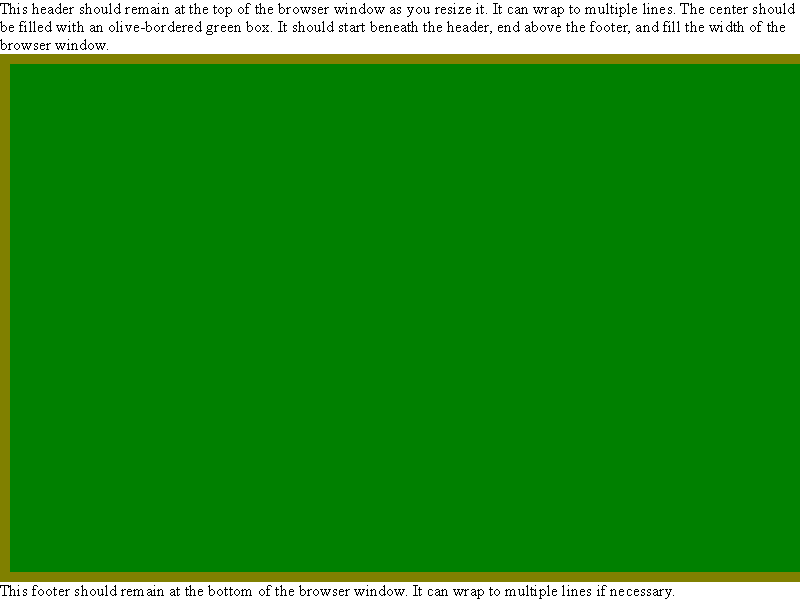 This header should remain at the top of the browser window as you resize it. It can wrap to multiple lines. The center should
be filled with an olive-bordered green box. It should start beneath the header, end above the footer, and fill the width of the
browser window.
This footer should remain at the bottom of the browser window. It can wrap to multiple lines if necessary.